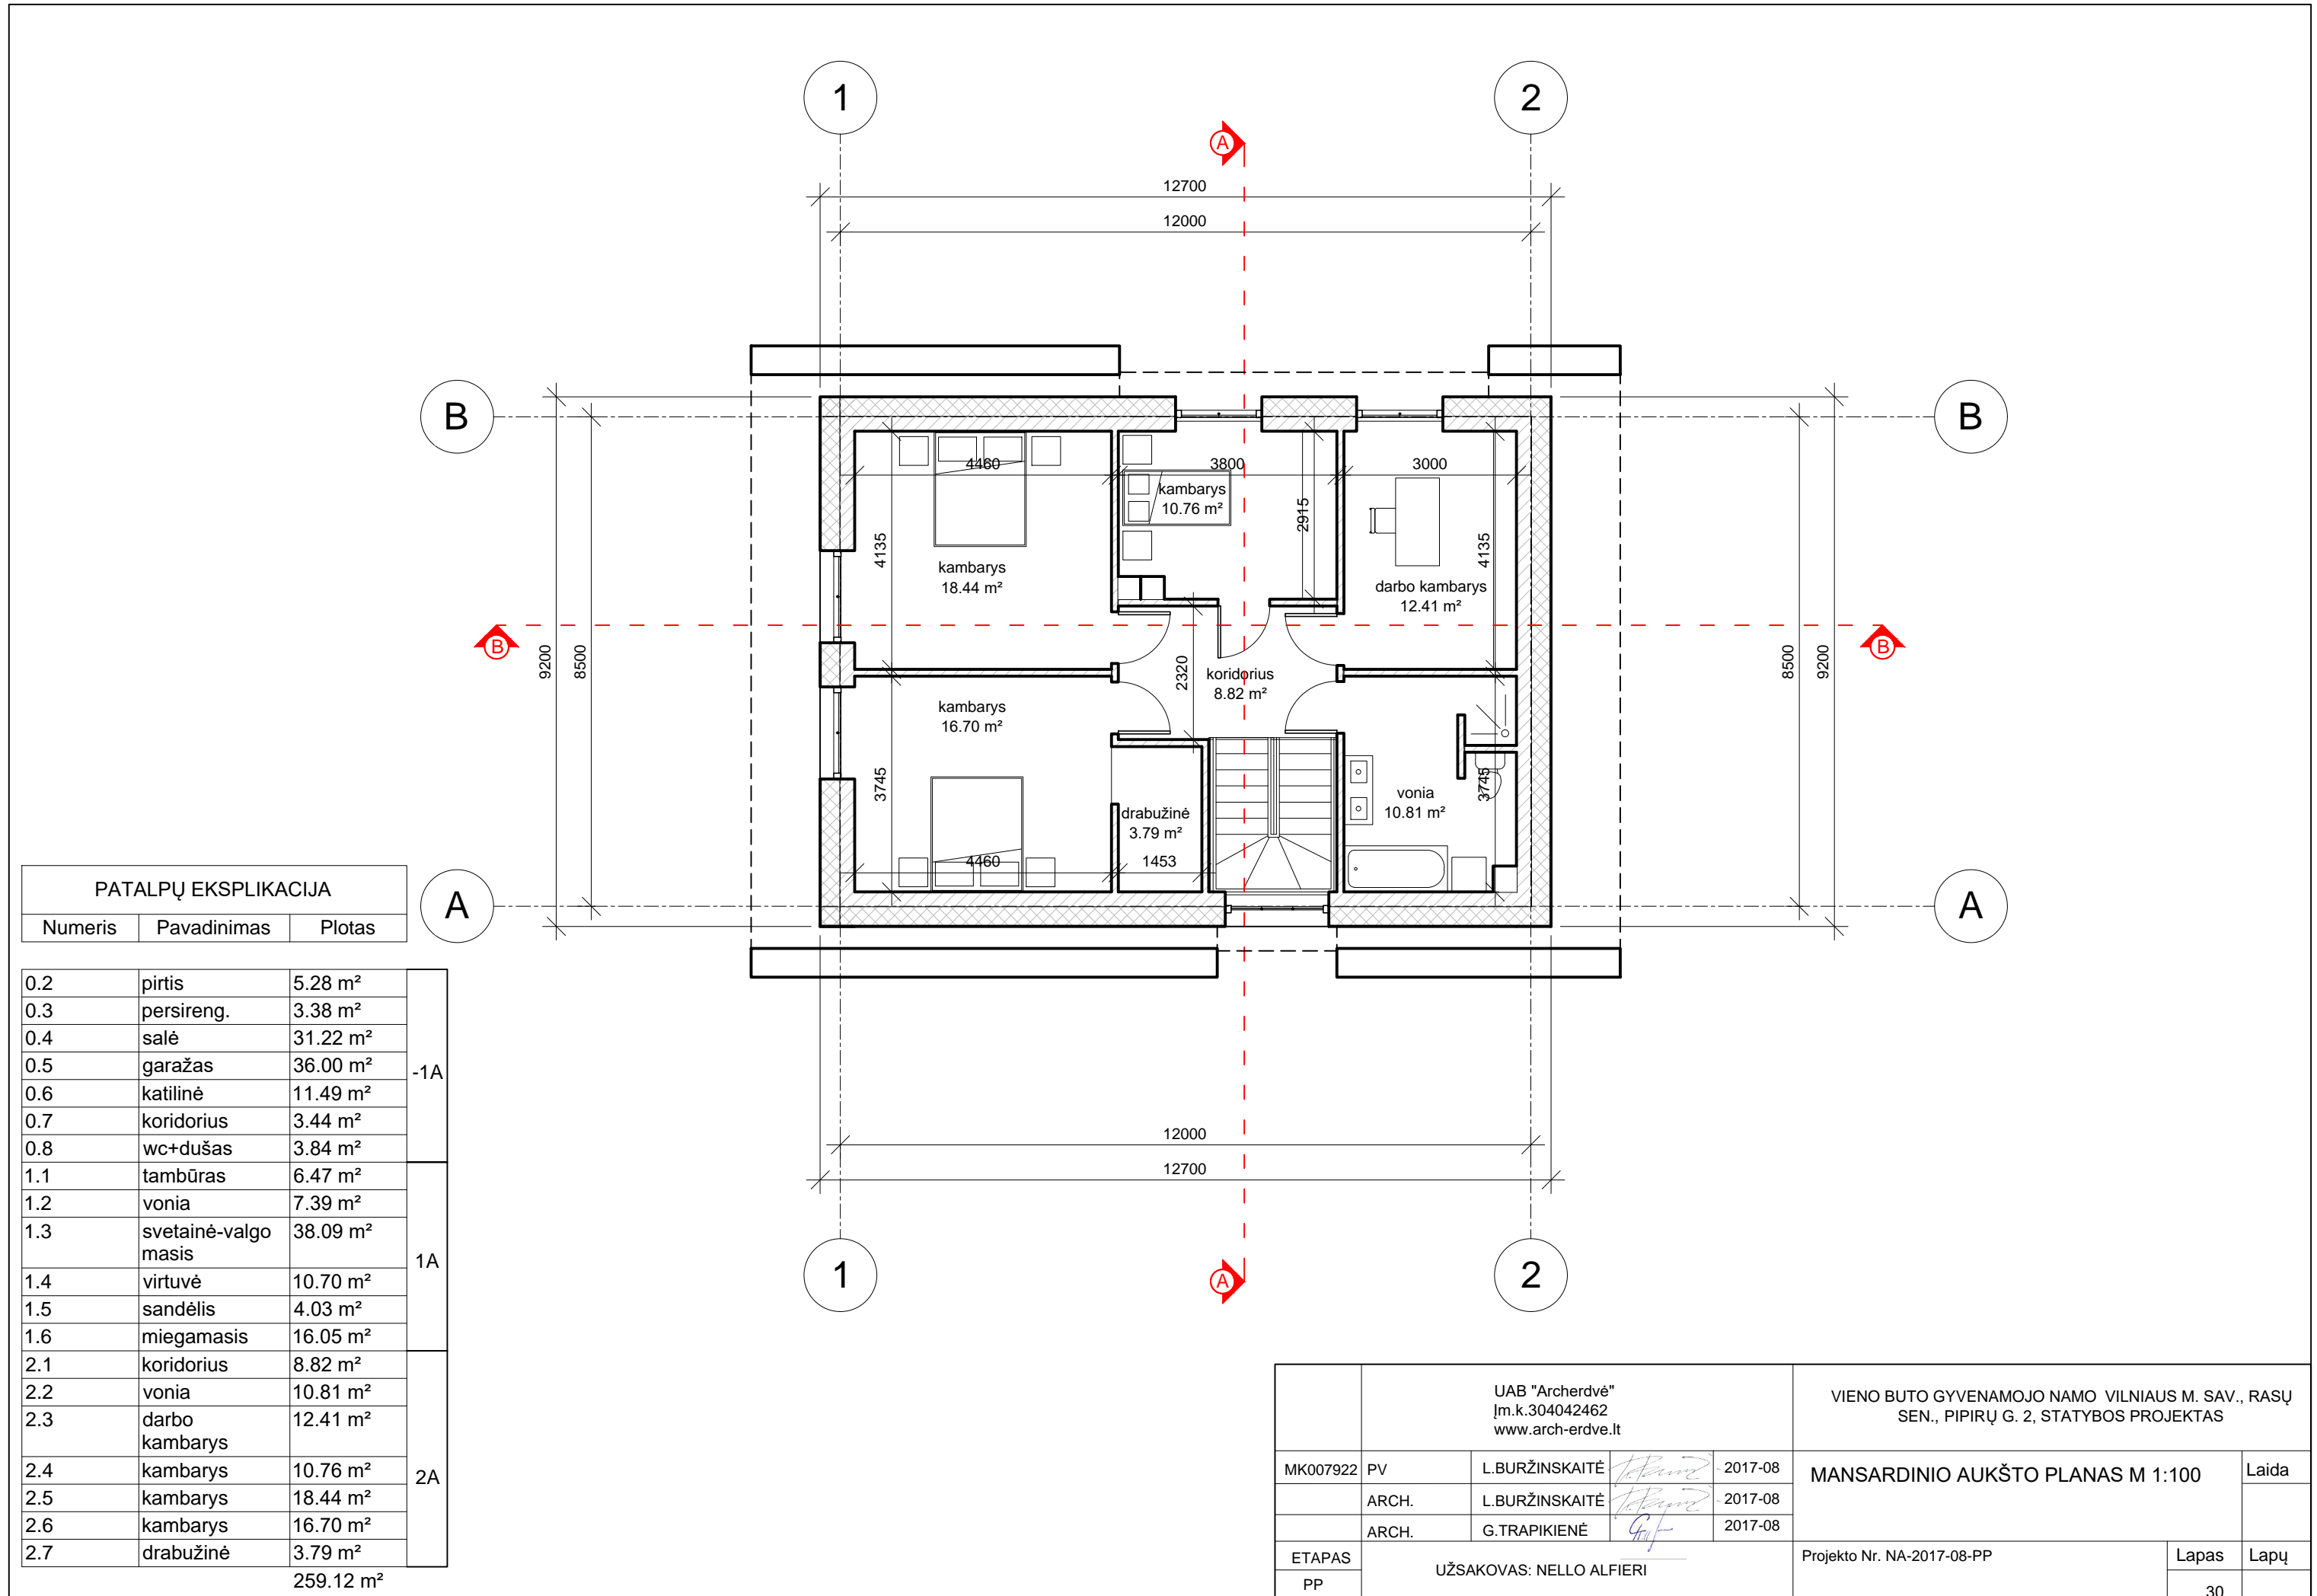 1
2
A
12700
12000
B
B
4460
3800
3000
kambarys
10.76 m²
2915
4135
4135
kambarys
18.44 m²
darbo kambarys
12.41 m²
B
B
9200
8500
8500
9200
2320
koridorius
8.82 m²
kambarys
16.70 m²
3745
3745
vonia
10.81 m²
drabužinė
3.79 m²
4460
1453
A
A
12000
12700
1
A
2
PATALPŲ EKSPLIKACIJA
Numeris Pavadinimas Plotas
0.2 pirtis 5.28 m²
0.3 persireng. 3.38 m²
0.4 salė 31.22 m²
0.5 garažas 36.00 m²
-1A
0.6 katilinė 11.49 m²
0.7 koridorius 3.44 m²
0.8 wc+dušas 3.84 m²
1.1 tambūras 6.47 m²
1.2 vonia 7.39 m²
1.3 svetainė-valgo 38.09 m²
masis
1A
1.4 virtuvė 10.70 m²
1.5 sandėlis 4.03 m²
1.6 miegamasis 16.05 m²
2.1 koridorius 8.82 m²
2.2 vonia 10.81 m²
2.3 darbo 12.41 m²
kambarys
2.4 kambarys 10.76 m²
2A
2.5 kambarys 18.44 m²
2.6 kambarys 16.70 m²
2.7 drabužinė 3.79 m²
259.12 m²
UAB "Archerdvė"
Įm.k.304042462
www.arch-erdve.lt
VIENO BUTO GYVENAMOJO NAMO VILNIAUS M. SAV., RASŲ
SEN., PIPIRŲ G. 2, STATYBOS PROJEKTAS
MK007922 PV L.BURŽINSKAITĖ 2017-08
ARCH. L.BURŽINSKAITĖ 2017-08
ARCH. G.TRAPIKIENĖ 2017-08
MANSARDINIO AUKŠTO PLANAS M 1:100
Laida
ETAPAS
PP
UŽSAKOVAS: NELLO ALFIERI
Projekto Nr. NA-2017-08-PP
Lapas Lapų
30